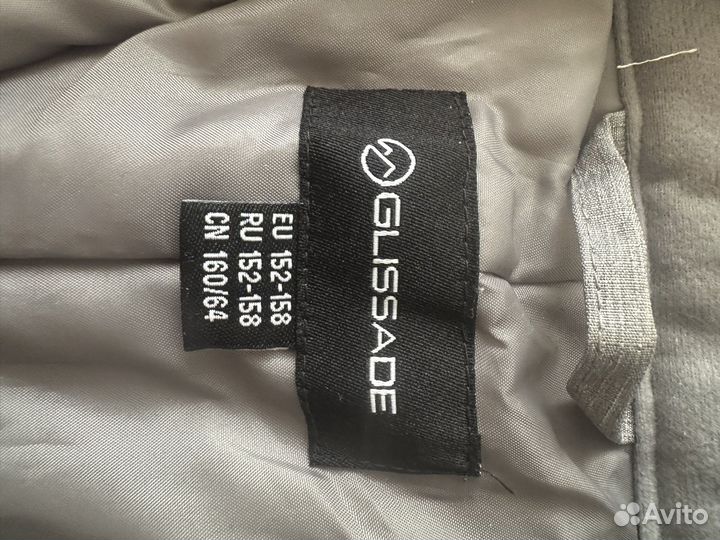 GLISSADE
EU 152-158
RU 152-158
CN 160/64
Avito